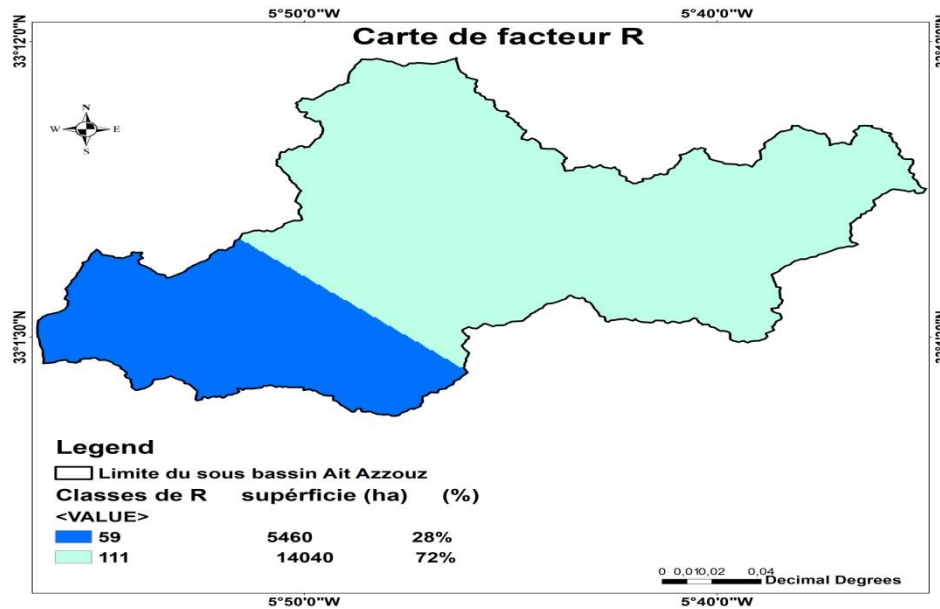 5°50'0"W 5°40'0"W
33°12'0"N
Carte de facteur R
N
W E
S
33°1'30"N
Legend
Limite du sous bassin Ait Azzouz
Classes de R supérficie (ha) (%)
<VALUE>
59 5460 28%
111 14040 72%
0 0,010,02 0,04
Decimal Degrees
5°50'0"W 5°40'0"W